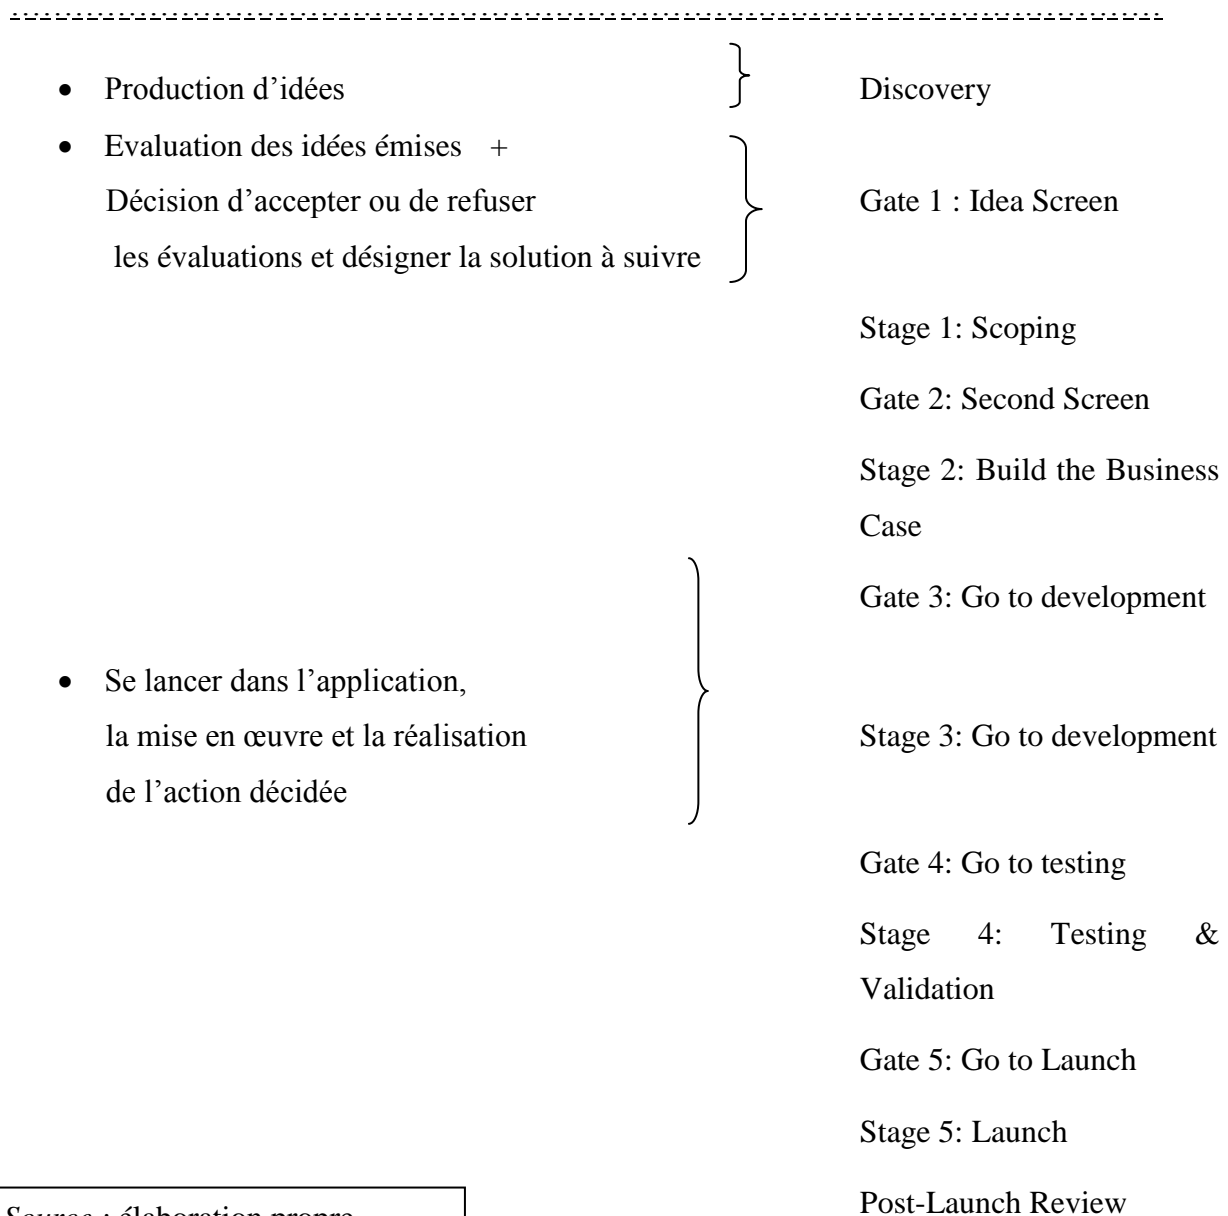 • Production d’idées
Discovery
• Evaluation des idées émises +
Décision d’accepter ou de refuser
les évaluations et désigner la solution à suivre
Gate 1 : Idea Screen
Stage 1: Scoping
Gate 2: Second Screen
Stage 2: Build the Business
Case
Gate 3: Go to development
• Se lancer dans l’application,
la mise en œuvre et la réalisation
de l’action décidée
Stage 3: Go to development
Gate 4: Go to testing
Stage 4: Testing &
Validation
Gate 5: Go to Launch
Stage 5: Launch
Post-Launch Review
Source : élaboration propre